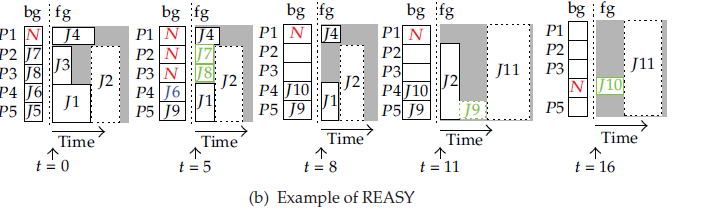 bg fg bg fg bg fg bg fg bg fg
P1 N J4
P2 J7 J3
P3 J8 J2
P4 J6 J1
P5 J5
Time
t = 0
P1 N J4
P2 N J7
P3 N J8 J2
P4 J6 J1
P5 J9
Time
t = 5
P1 N J4
P2
P3 J2
P4 J10 J1
P5 J9
Time
t = 8
P1 N
P2
P3 J2 J11
P4 J10
P5 J9 J9
Time
t = 11
P1
P2
P3 J11
N J10
P5
Time
t = 16
(b) Example of REASY